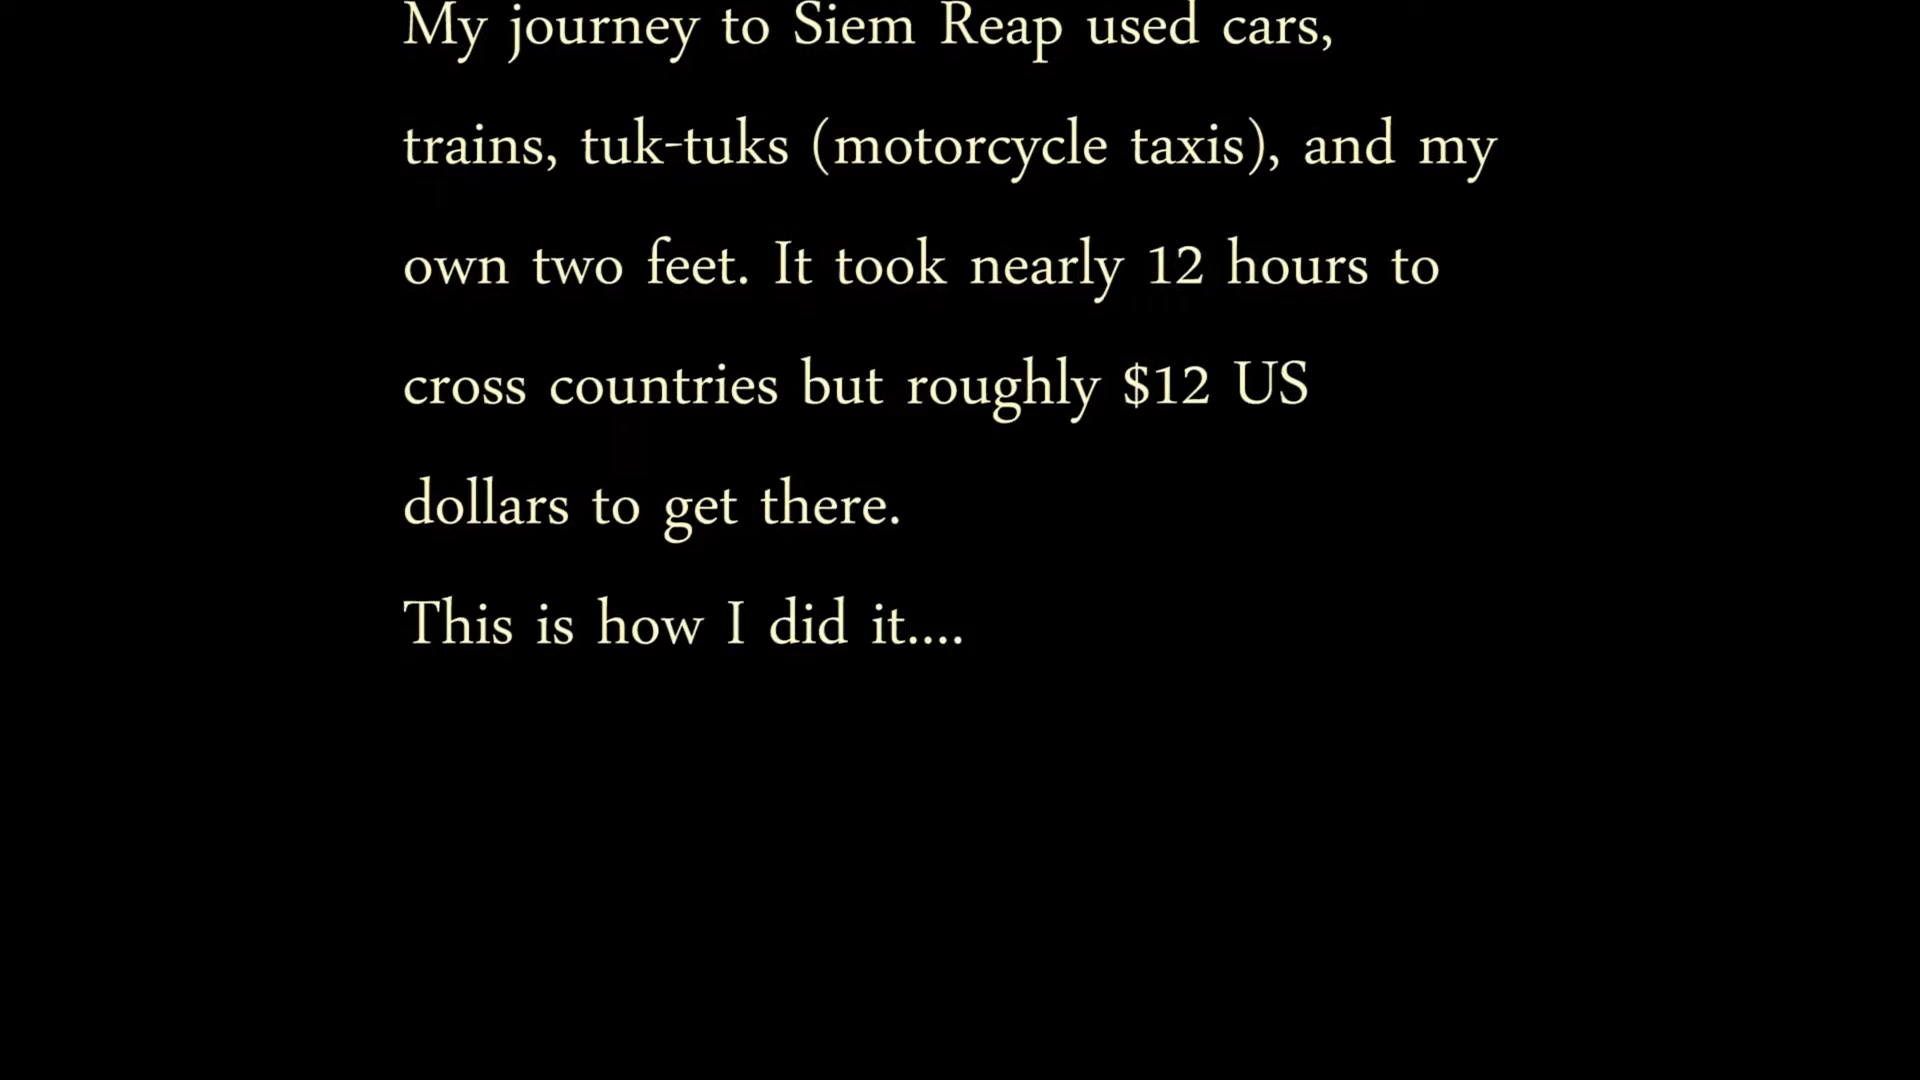 My journey to Siem Reap used cars,
trains, tuk-tuks (motorcycle taxis), and my
own two feet. It took nearly 12 hours to
cross countries but roughly $12 US
dollars to get there.
This is how I did it....